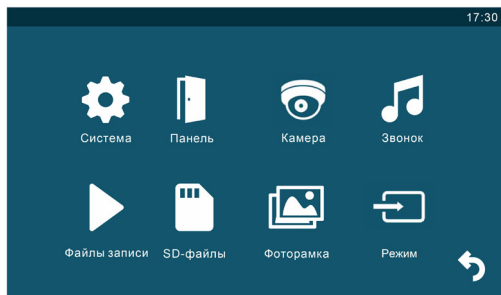 17:30
Система
Панель
Камера
Звонок
Файлы записи
SD-файлы
Фоторамка
Режим